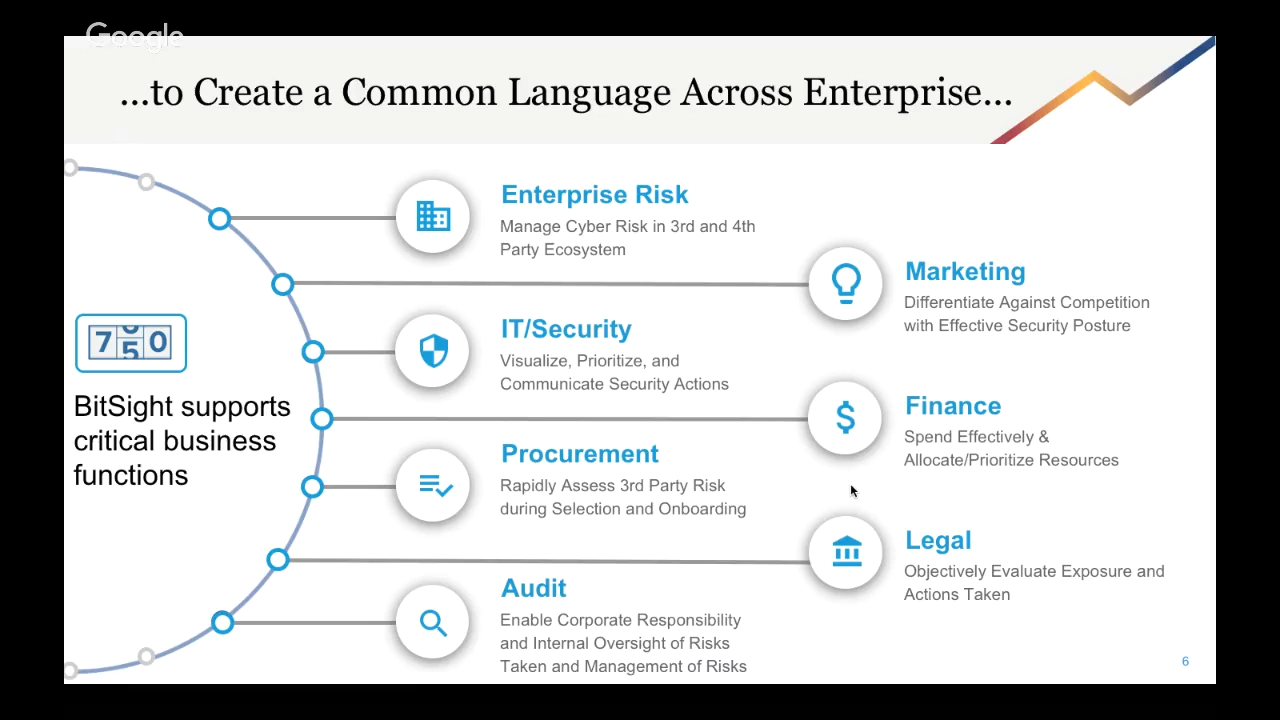 Google
...to Create a Common Language Across Enterprise...
Enterprise Risk
Manage Cyber Risk in 3rd and 4th
Party Ecosystem
Marketing
Differentiate Against Competition
with Effective Security Posture
IT/Security
Visualize, Prioritize, and
Communicate Security Actions
750
BitSight supports
critical business
functions
Finance
Spend Effectively &
Allocate/Prioritize Resources
Procurement
Rapidly Assess 3rd Party Risk
during Selection and Onboarding
Legal
Objectively Evaluate Exposure and
Actions Taken
Audit
Enable Corporate Responsibility
and Internal Oversight of Risks
Taken and Management of Risks
6